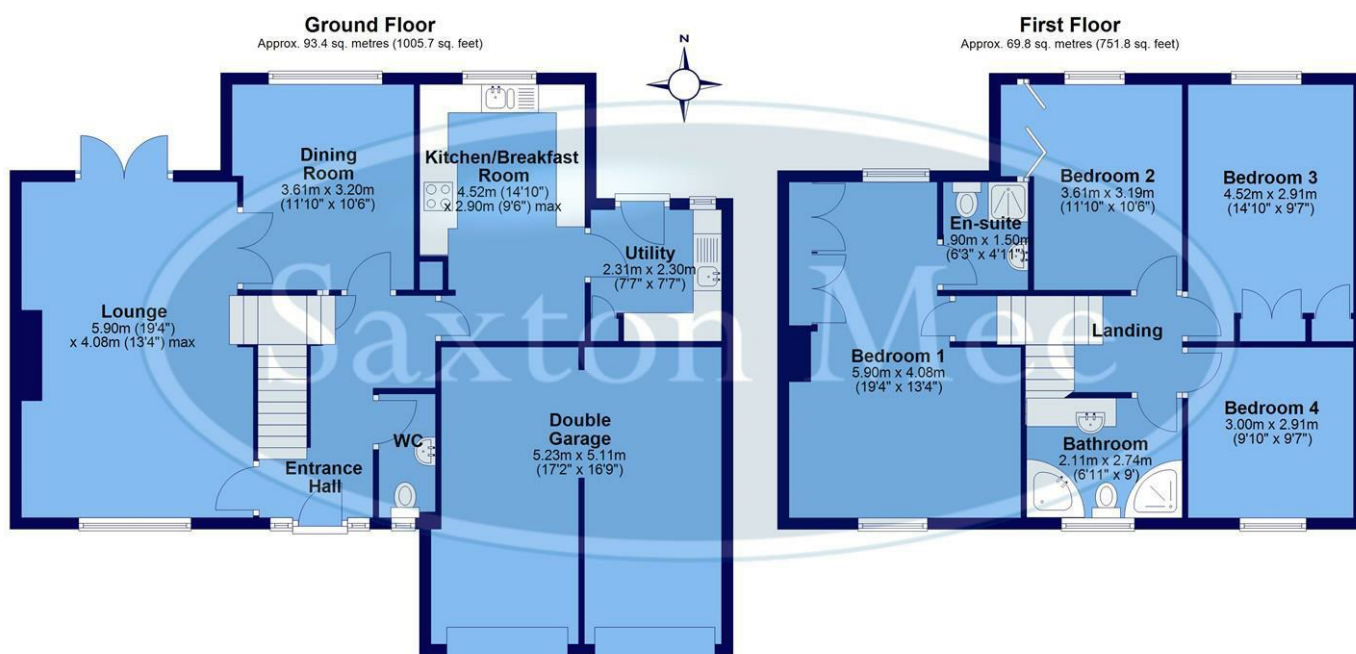 Ground Floor
Approx. 93.4 sq. metres (1005.7 sq. feet)
First Floor
Approx. 69.8 sq. metres (751.8 sq. feet)
N
Dining
Room
3.61m x 3.20m
(11'10" x 10'6")
Kitchen/Breakfast
Room
4.52m (14'10")
x 2.90m (9'6") max
Utility
2.31m x 2.30m
(7'7" x 7'7")
Lounge
5.90m (19'4")
x 4.08m (13'4") max
Double
Garage
5.23m x 5.11m
(17'2" x 16'9")
WC
Entrance
Hall
Bedroom 2
3.61m x 3.19m
(11'10" x 10'6")
Bedroom 3
4.52m x 2.91m
(14'10" x 9'7")
En-suite
.90m x 1.50m
(6'3" x 4'11")
Landing
Bedroom 1
5.90m x 4.08m
(19'4" x 13'4")
Bedroom 4
3.00m x 2.91m
(9'10" x 9'7")
Bathroom
2.11m x 2.74m
(6'11" x 9')
Saxton Mee